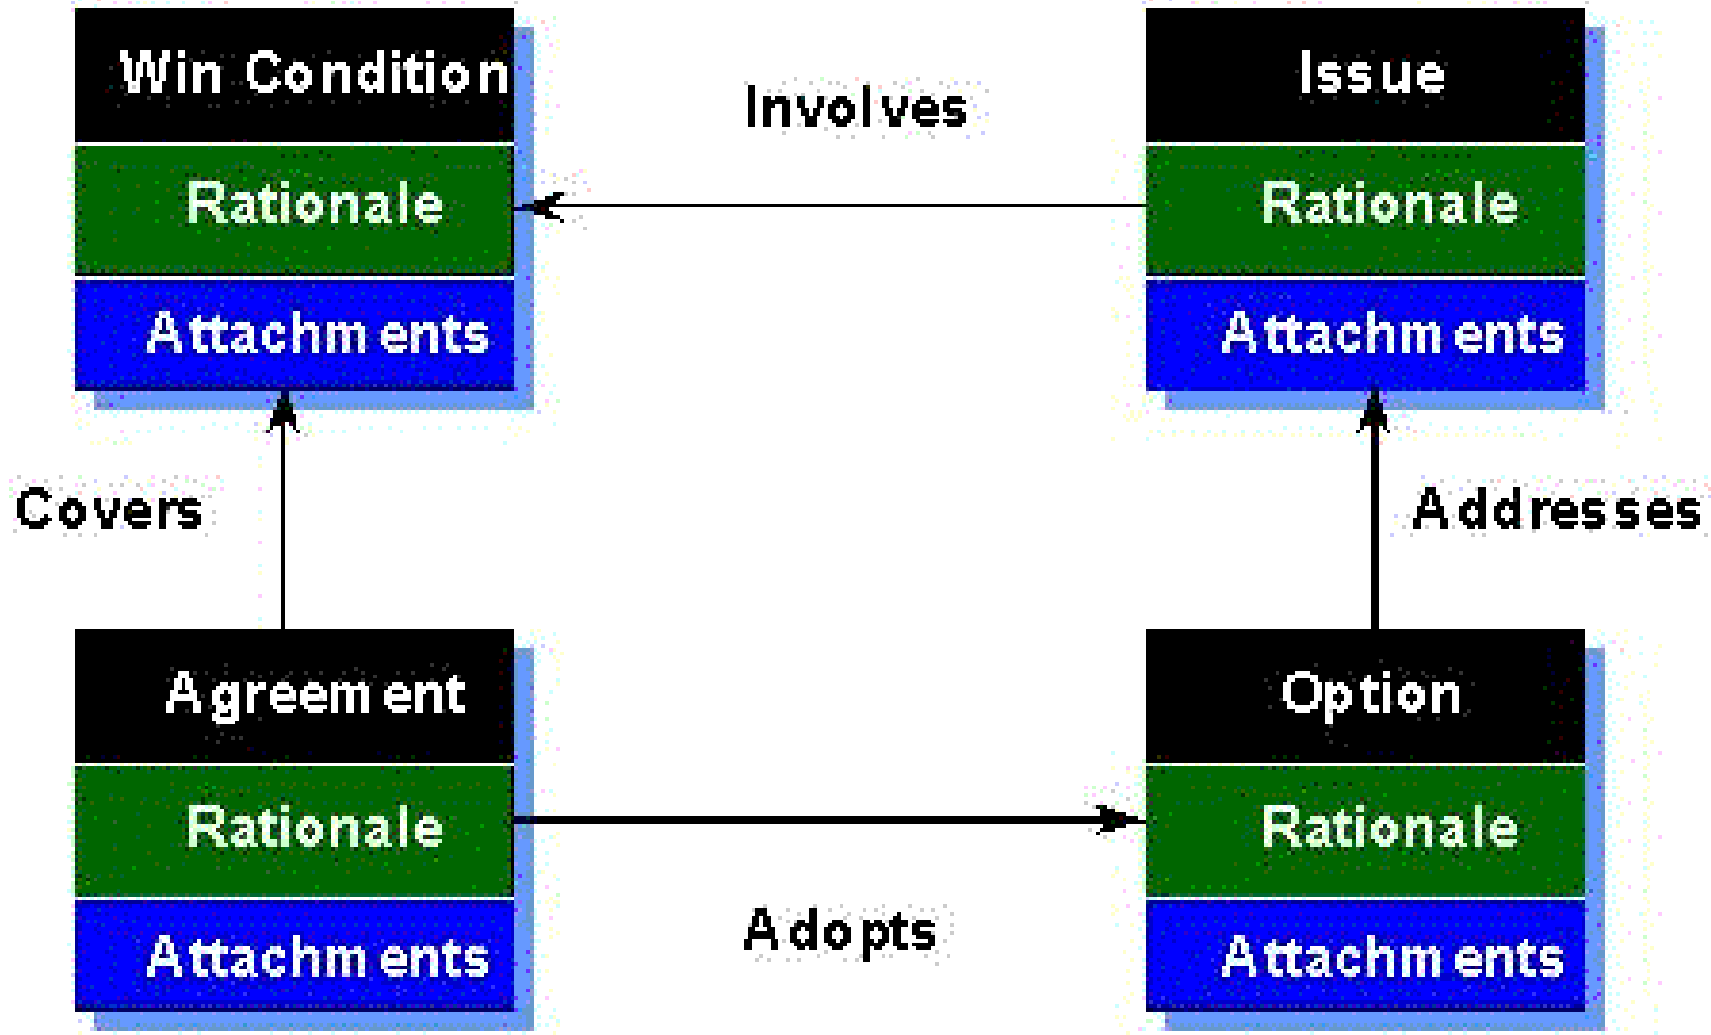 Win Condition
Rationale
Attachments
Involves
Issue
Rationale
Attachments
Covers
Addresses
Agreement
Rationale
Attachments
Adopts
Option
Rationale
Attachments